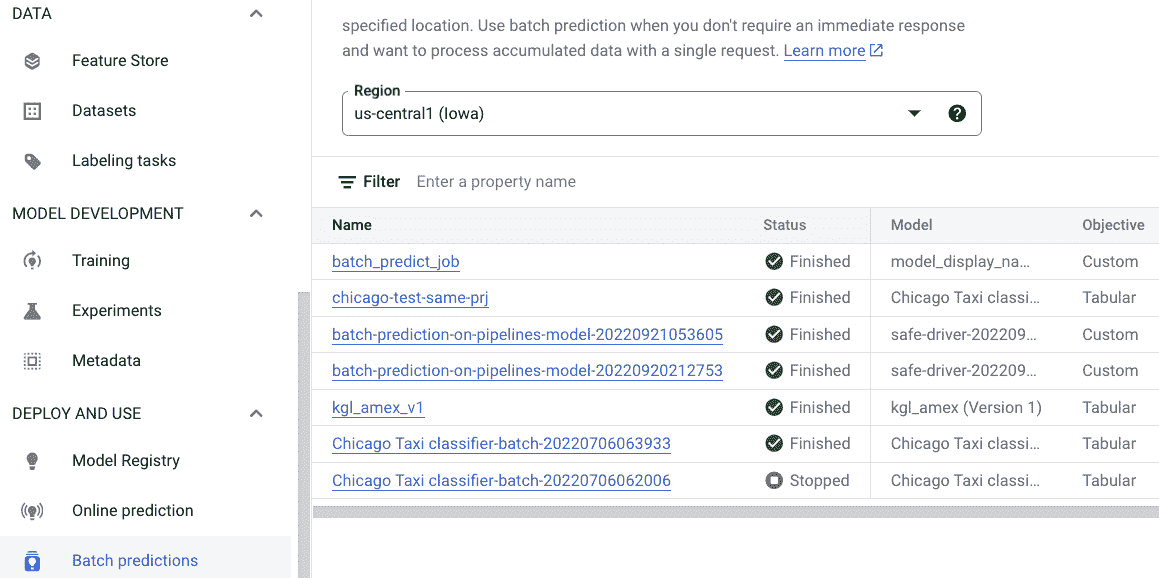 DATA
Feature Store
Datasets
Labeling tasks
MODEL DEVELOPMENT
Training
Experiments
Metadata
DEPLOY AND USE
Model Registry
Online prediction
Batch predictions
specified location. Use batch prediction when you don't require an immediate response
and want to process accumulated data with a single request. Learn more
Region
us-central1 (Iowa)
Filter Enter a property name
Name Status Model Objective
batch_predict_job Finished model_display_na... Custom
chicago-test-same-prj Finished Chicago Taxi classi... Tabular
batch-prediction-on-pipelines-model-20220921053605 Finished safe-driver-202209... Custom
batch-prediction-on-pipelines-model-20220920212753 Finished safe-driver-202209... Custom
kgl_amex_v1 Finished kgl_amex (Version 1) Tabular
Chicago Taxi classifier-batch-20220706063933 Finished Chicago Taxi classi... Tabular
Chicago Taxi classifier-batch-20220706062006 Stopped Chicago Taxi classi... Tabular